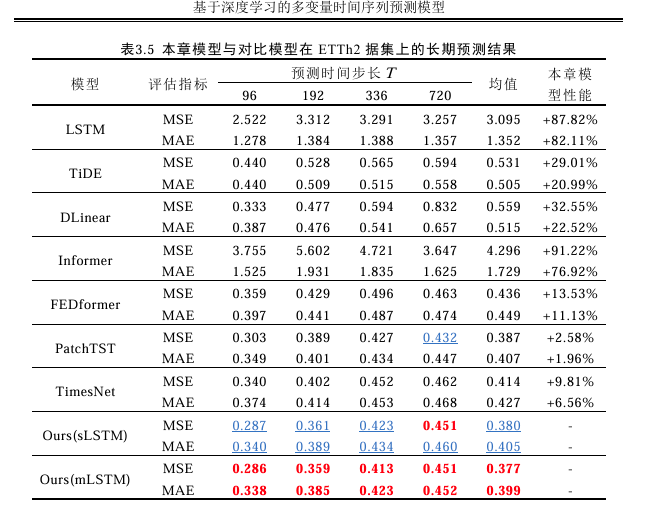 基于深度学习的多变量时间序列预测模型
表3.5 本章模型与对比模型在 ETTh2 据集上的长期预测结果
模型 评估指标 预测时间步长 T 均值 本章模型性能
96 192 336 720
LSTM MSE 2.522 3.312 3.291 3.257 3.095 +87.82%
MAE 1.278 1.384 1.388 1.357 1.352 +82.11%
TiDE MSE 0.440 0.528 0.565 0.594 0.531 +29.01%
MAE 0.440 0.509 0.515 0.558 0.505 +20.99%
DLinear MSE 0.333 0.477 0.594 0.832 0.559 +32.55%
MAE 0.387 0.476 0.541 0.657 0.515 +22.52%
Informer MSE 3.755 5.602 4.721 3.647 4.296 +91.22%
MAE 1.525 1.931 1.835 1.625 1.729 +76.92%
FEDformer MSE 0.359 0.429 0.496 0.463 0.436 +13.53%
MAE 0.397 0.441 0.487 0.474 0.449 +11.13%
PatchTST MSE 0.303 0.389 0.427 0.432 0.387 +2.58%
MAE 0.349 0.401 0.434 0.447 0.407 +1.96%
TimesNet MSE 0.340 0.402 0.452 0.462 0.414 +9.81%
MAE 0.374 0.414 0.453 0.468 0.427 +6.56%
Ours(sLSTM) MSE 0.287 0.361 0.423 0.451 0.380 -
MAE 0.340 0.389 0.434 0.460 0.405 -
Ours(mLSTM) MSE 0.286 0.359 0.413 0.451 0.377 -
MAE 0.338 0.385 0.423 0.452 0.399 -